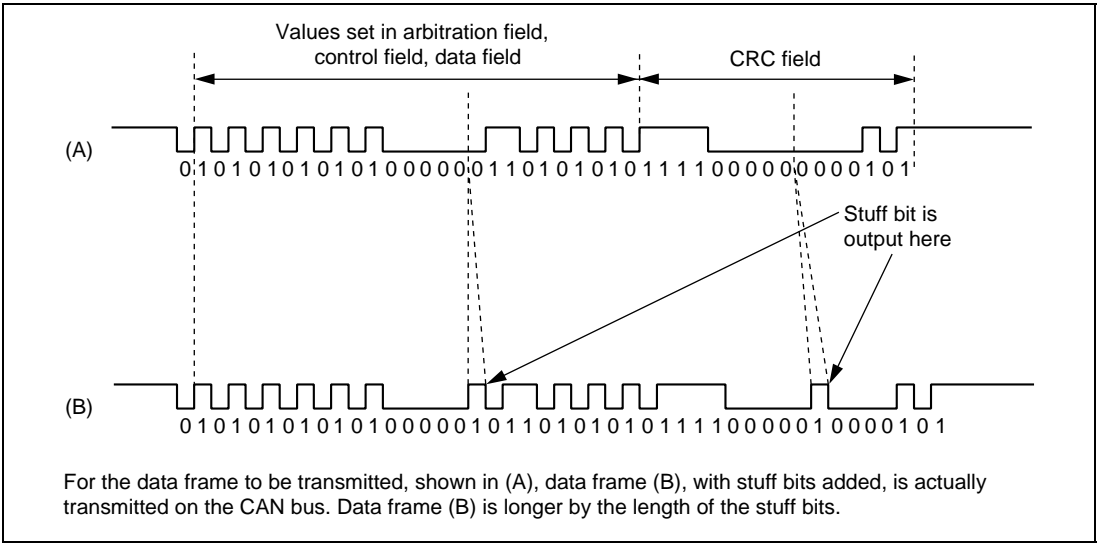 Values set in arbitration field,
control field, data field
CRC field
(A)
0 1 0 1 0 1 0 1 0 1 0 1 0 0 0 0 0 0 1 1 0 1 0 1 0 1 0 1 1 1 1 0 0 0 0 0 0 0 0 0 1 0 1
Stuff bit is
output here
(B)
0 1 0 1 0 1 0 1 0 1 0 1 0 0 0 0 0 1 0 1 1 0 1 0 1 0 1 0 1 1 1 1 0 0 0 0 0 1 0 0 0 0 1 0 1
For the data frame to be transmitted, shown in (A), data frame (B), with stuff bits added, is actually
transmitted on the CAN bus. Data frame (B) is longer by the length of the stuff bits.